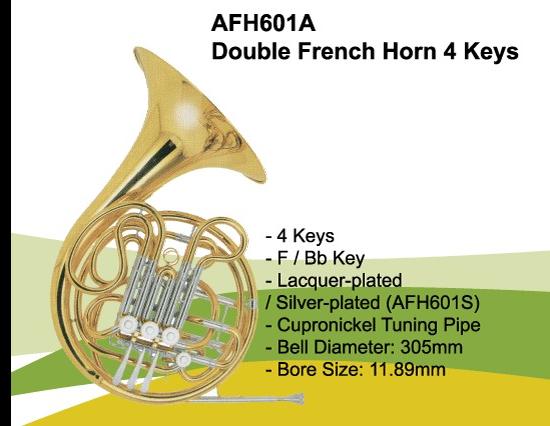 AFH601A
Double French Horn 4 Keys
- 4 Keys
- F / Bb Key
- Lacquer-plated
/ Silver-plated (AFH601S)
- Cupronickel Tuning Pipe
- Bell Diameter: 305mm
- Bore Size: 11.89mm